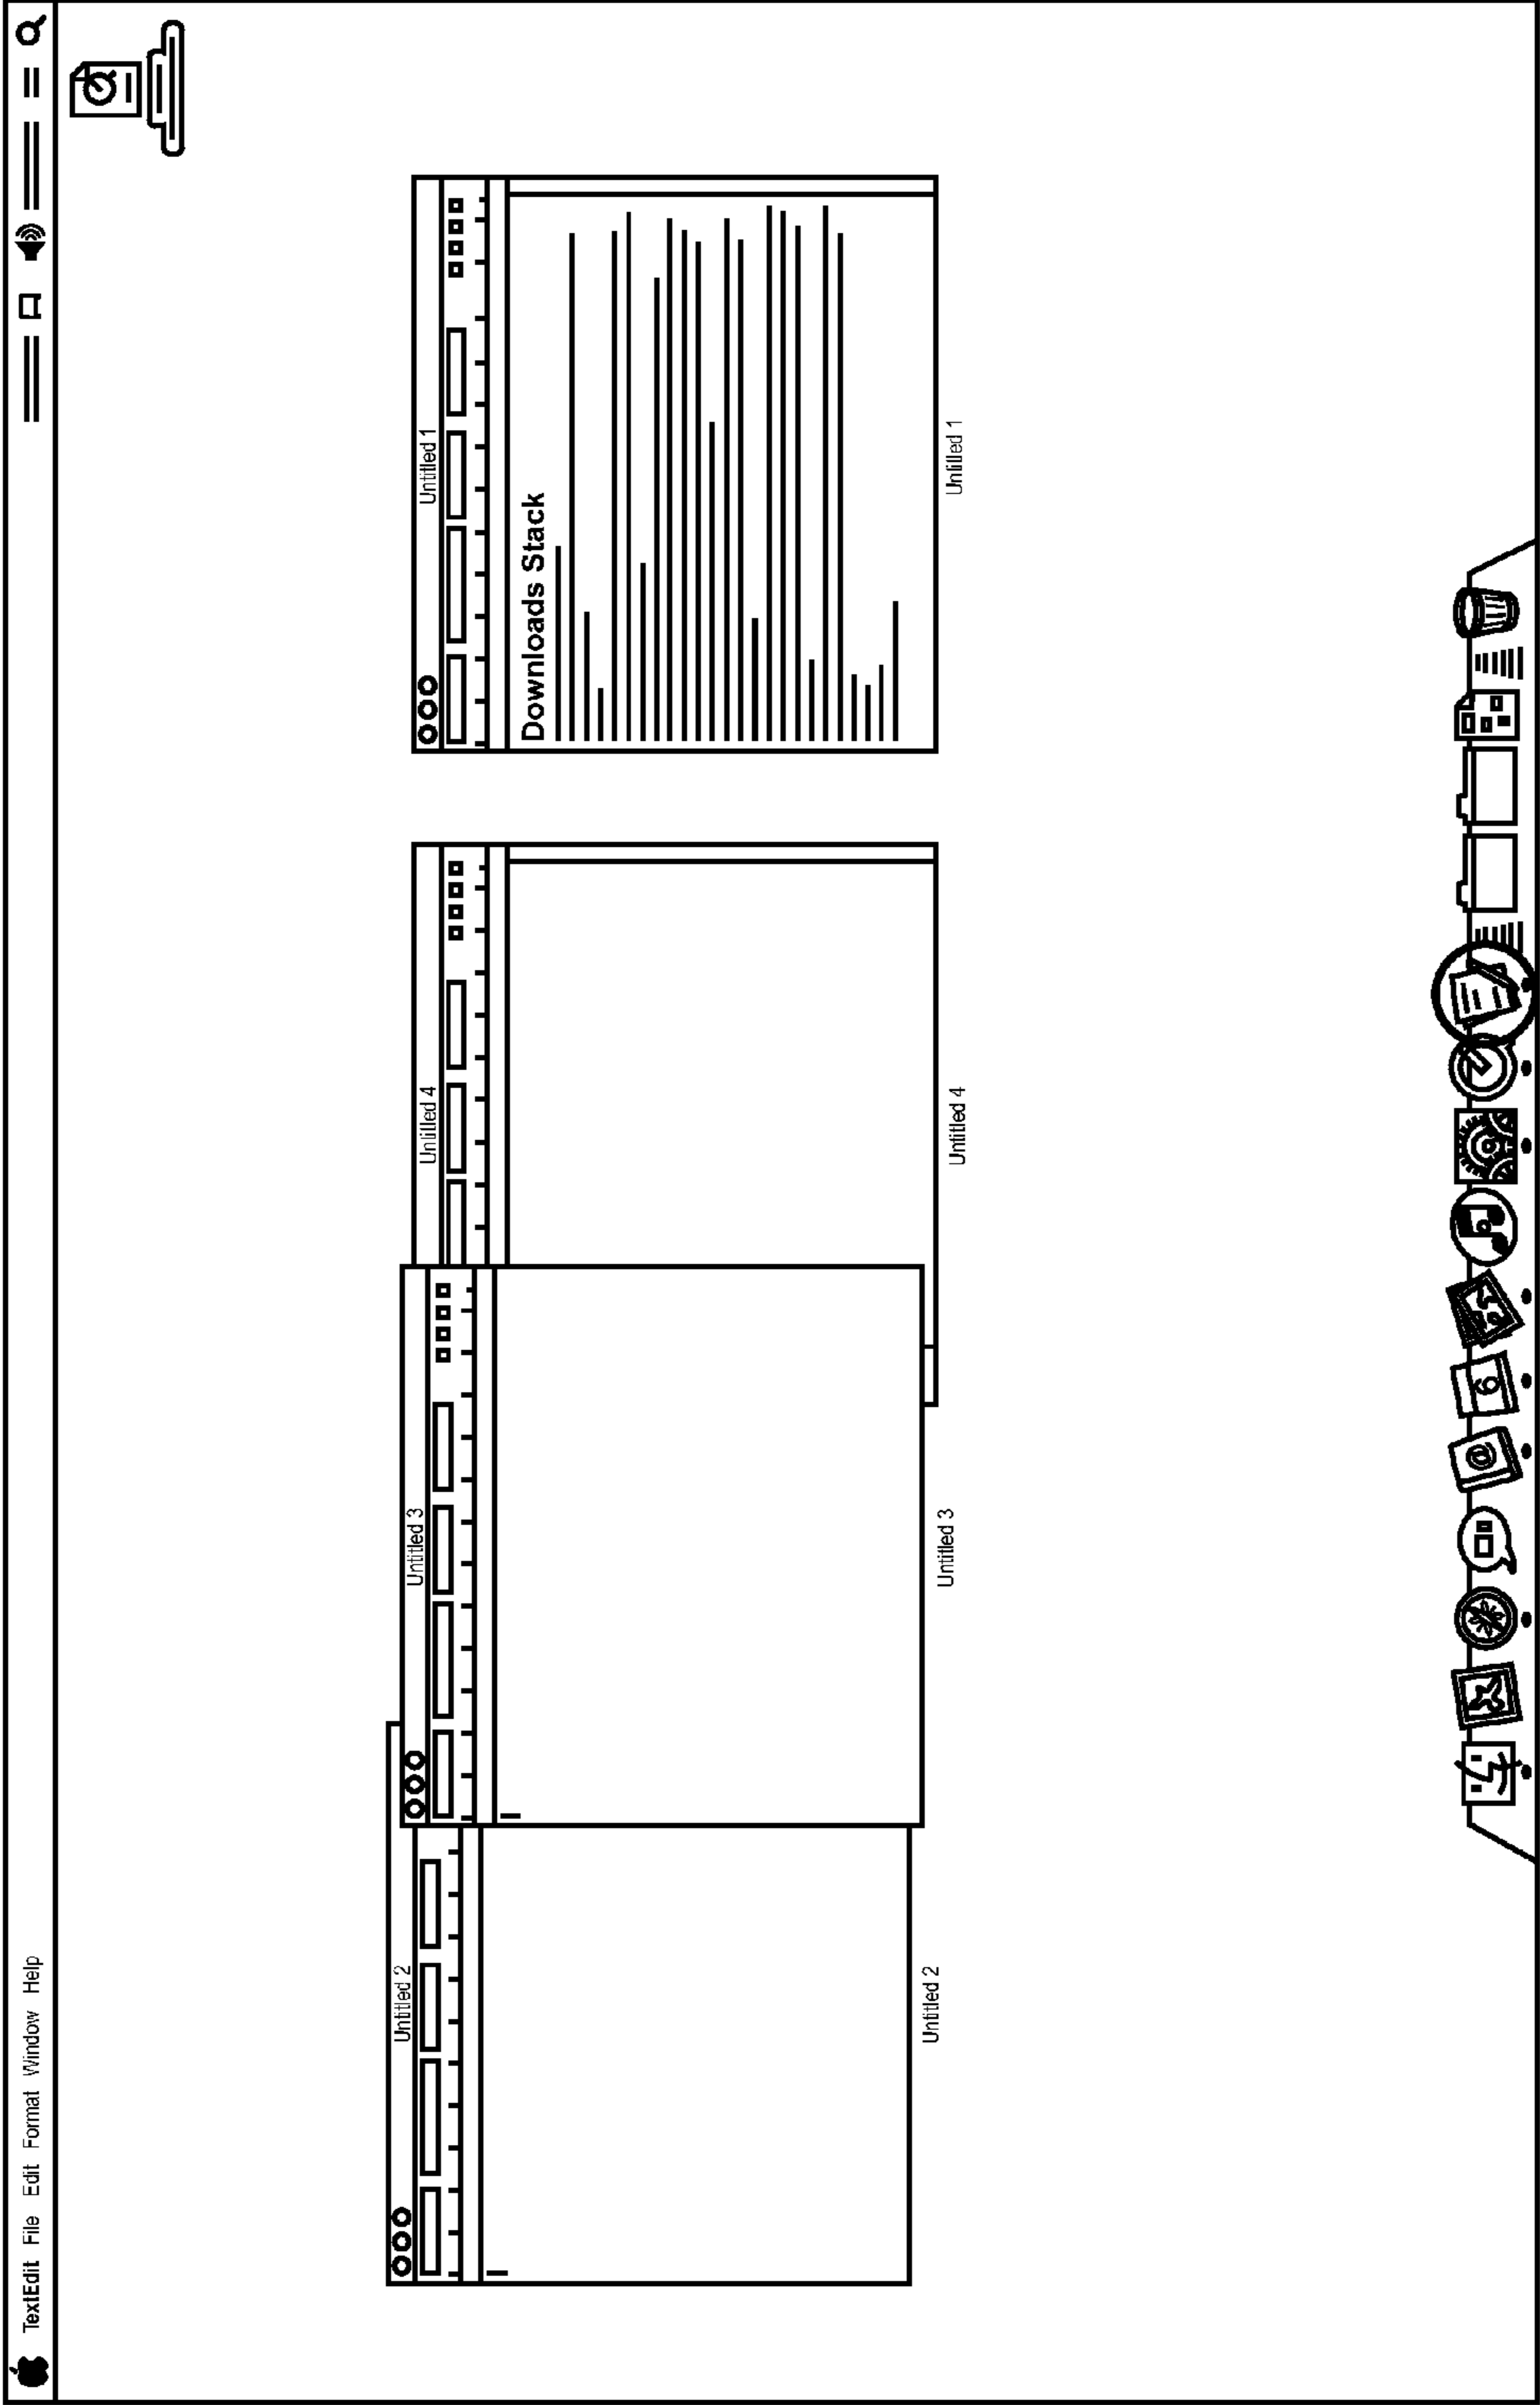 TextEdit File Edit Format Window Help
Untitled 2
Untitled 3
Untitled 4
Untitled 1
Downloads Stack
Untitled 2
Untitled 3
Untitled 4
Untitled 1
@
6